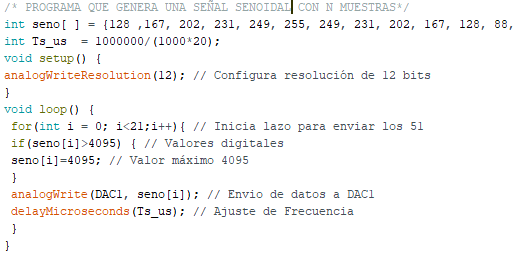 /* PROGRAMA QUE GENERA UNA SEÑAL SENOIDAL CON N MUESTRAS*/
int seno[ ] = {128 ,167, 202, 231, 249, 255, 249, 231, 202, 167, 128, 88,
int Ts_us  = 1000000/(1000*20);
void setup() {
analogWriteResolution(12); // Configura resolución de 12 bits
}
void loop() {
for(int i = 0; i<21;i++){ // Inicia lazo para enviar los 51
if(seno[i]>4095) { // Valores digitales
seno[i]=4095; // Valor máximo 4095
}
analogWrite(DAC1, seno[i]); // Envio de datos a DAC1
delayMicroseconds(Ts_us); // Ajuste de Frecuencia
}
}